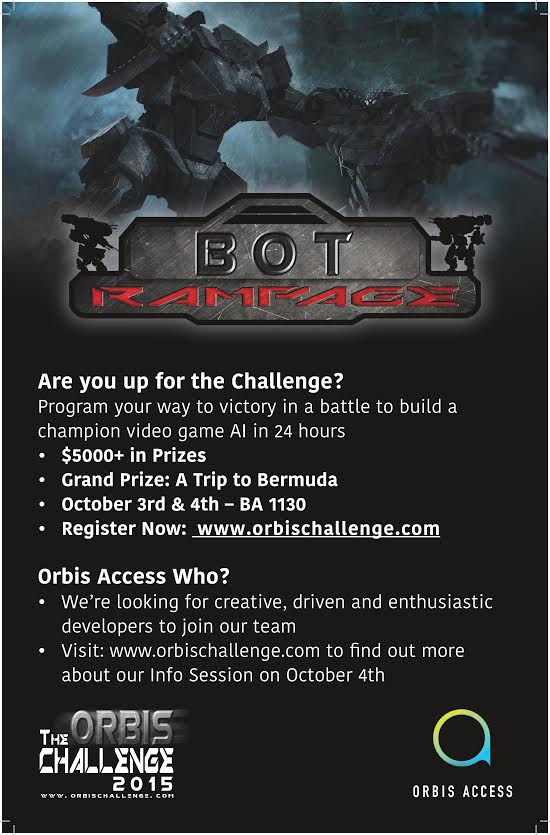 BOT
RAMPAGE
Are you up for the Challenge?
Program your way to victory in a battle to build a
champion video game AI in 24 hours
• $5000+ in Prizes
• Grand Prize: A Trip to Bermuda
• October 3rd & 4th – BA 1130
• Register Now: www.orbischallenge.com
Orbis Access Who?
• We're looking for creative, driven and enthusiastic
developers to join our team
• Visit: www.orbischallenge.com to find out more
about our Info Session on October 4th
THE ORBIS
CHALLENGE
2015
WWW.ORBISCHALLENGE.COM
ORBIS ACCESS